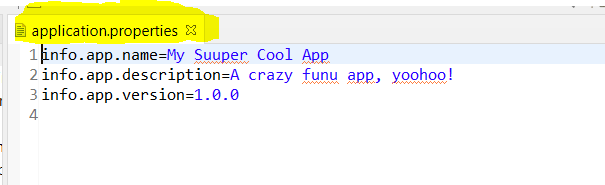 application.properties
1 info.app.name=My Suuper Cool App
2 info.app.description=A crazy funu app, yoohoo!
3 info.app.version=1.0.0
4